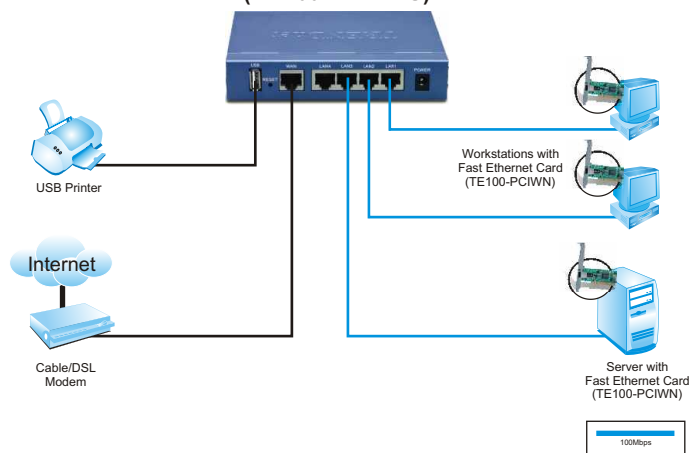 USB
RESET
WAN
LAN4
LAN3
LAN2
LAN1
POWER
USB Printer
Workstations with
Fast Ethernet Card
(TE100-PCIWN)
Internet
Cable/DSL
Modem
Server with
Fast Ethernet Card
(TE100-PCIWN)
100Mbps